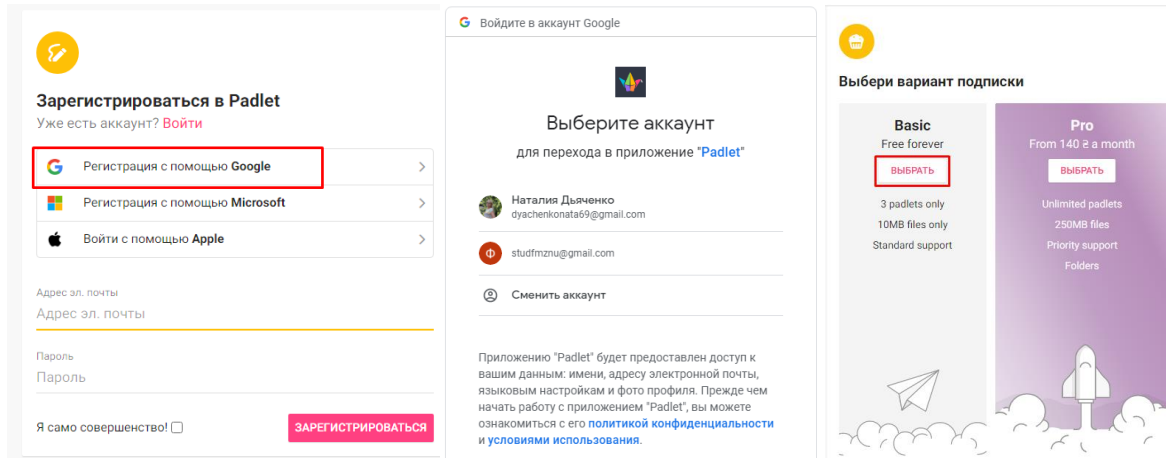 Зарегистрироваться в Padlet
Уже есть аккаунт? Войти
Регистрация с помощью Google
Регистрация с помощью Microsoft
Войти с помощью Apple
Адрес эл. почты
Адрес эл. почты
Пароль
Пароль
Я само совершенство!
ЗАРЕГИСТРИРОВАТЬСЯ
Войдите в аккаунт Google
Выберите аккаунт
для перехода в приложение "Padlet"
Наталия Дьяченко
dyachenkonata69@gmail.com
Ф
studfmznu@gmail.com
Сменить аккаунт
Приложению "Padlet" будет предоставлен доступ к
вашим данным: имени, адресу электронной почты,
языковым настройкам и фото профиля. Прежде чем
начать работу с приложением "Padlet", вы можете
ознакомиться с его политикой конфиденциальности
и условиями использования.
Выбери вариант подписки
Basic
Free forever
ВЫБРАТЬ
3 padlets only
10MB files only
Standard support
Pro
From 140 ₴ a month
ВЫБРАТЬ
Unlimited padlets
250MB files
Priority support
Folders